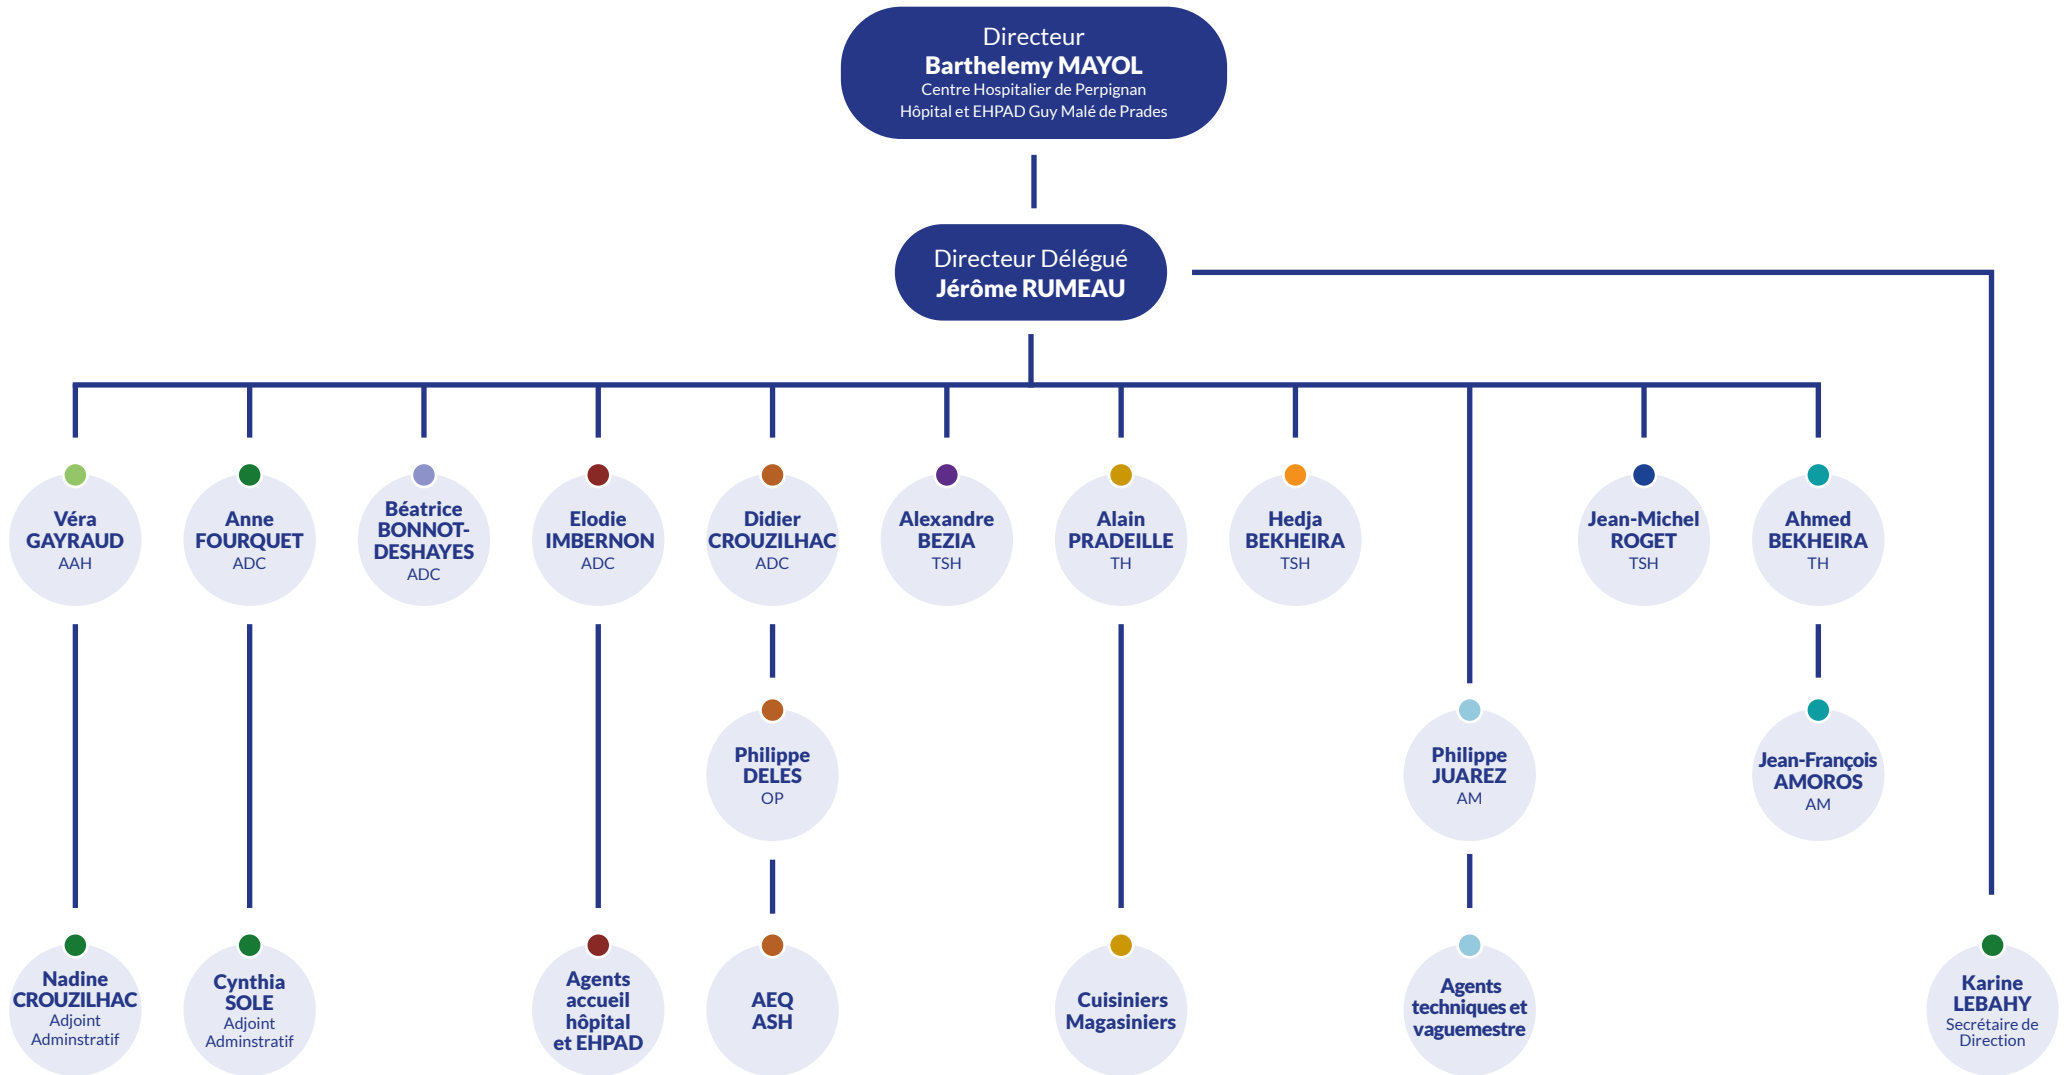 Directeur
Barthelemy MAYOL
Centre Hospitalier de Perpignan
Hôpital et EHPAD Guy Malé de Prades
Directeur Délégué
Jérôme RUMEAU
Véra
GAYRAUD
AAH
Anne
FOURQUET
ADC
Béatrice
BONNOT-
DESHAYES
ADC
Elodie
IMBERNON
ADC
Didier
CROUZILHAC
ADC
Alexandre
BEZIA
TSH
Alain
PRADEILLE
TH
Hedja
BEKHEIRA
TSH
Jean-Michel
ROGET
TSH
Ahmed
BEKHEIRA
TH
Philippe
DELES
OP
Philippe
JUAREZ
AM
Jean-François
AMOROS
AM
Nadine
CROUZILHAC
Adjoint
Adminstratif
Cynthia
SOLE
Adjoint
Adminstratif
Agents
accueil
hôpital
et EHPAD
AEQ
ASH
Cuisiniers
Magasiniers
Agents
techniques et
vaguemestre
Karine
LEBAHY
Secrétaire de
Direction